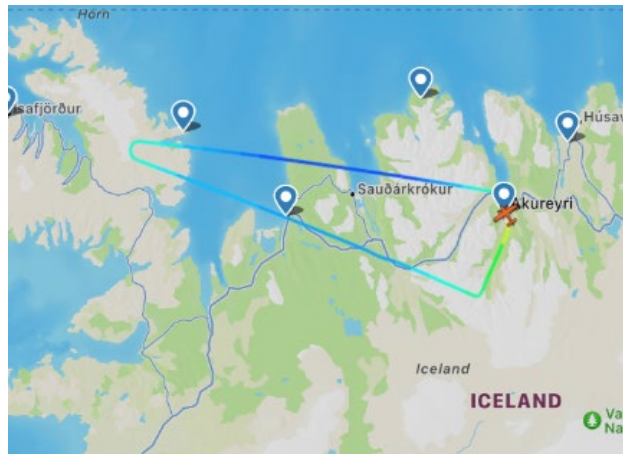 Horn
safjörður
Húsav
Sauðárkrókur
Akureyri
Iceland
ICELAND
Va
Na